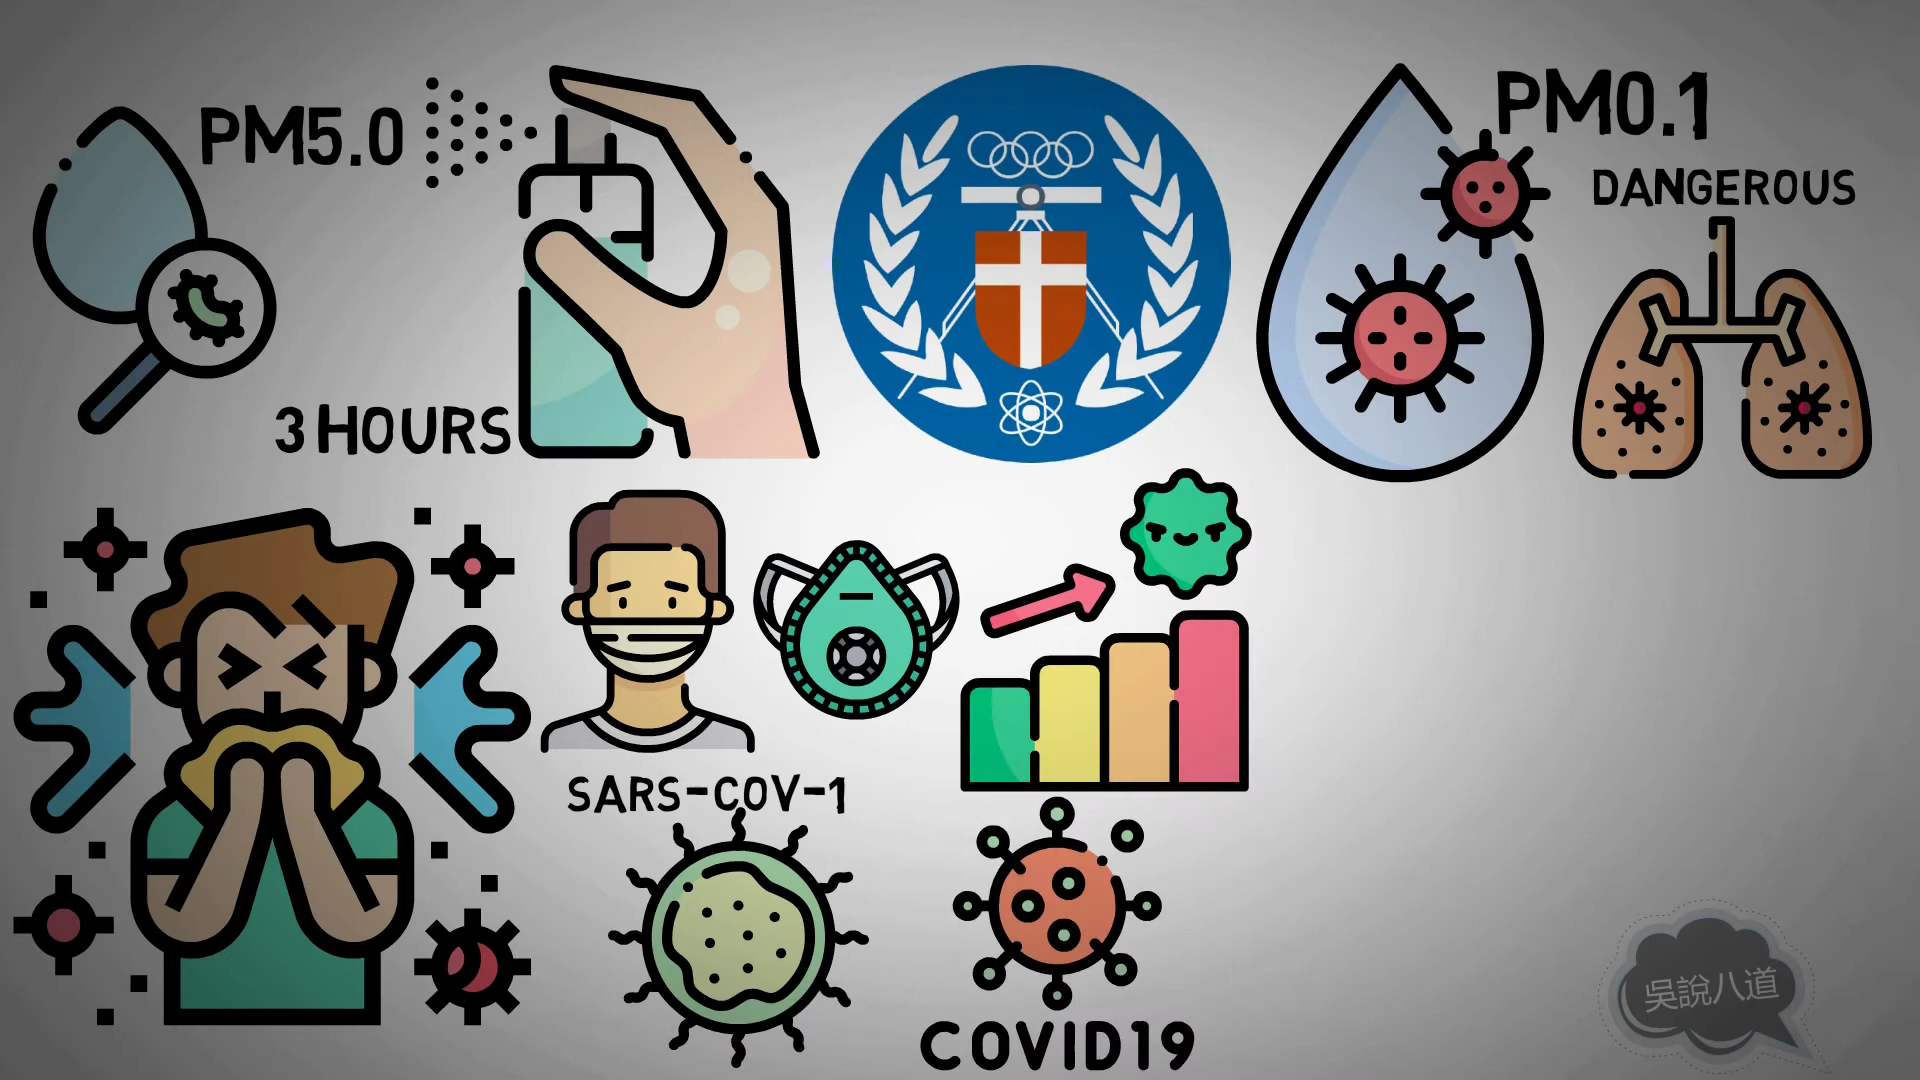 PM5.0
3 HOURS
PM0.1
DANGEROUS
SARS-COV-1
COVID19
吳說八道